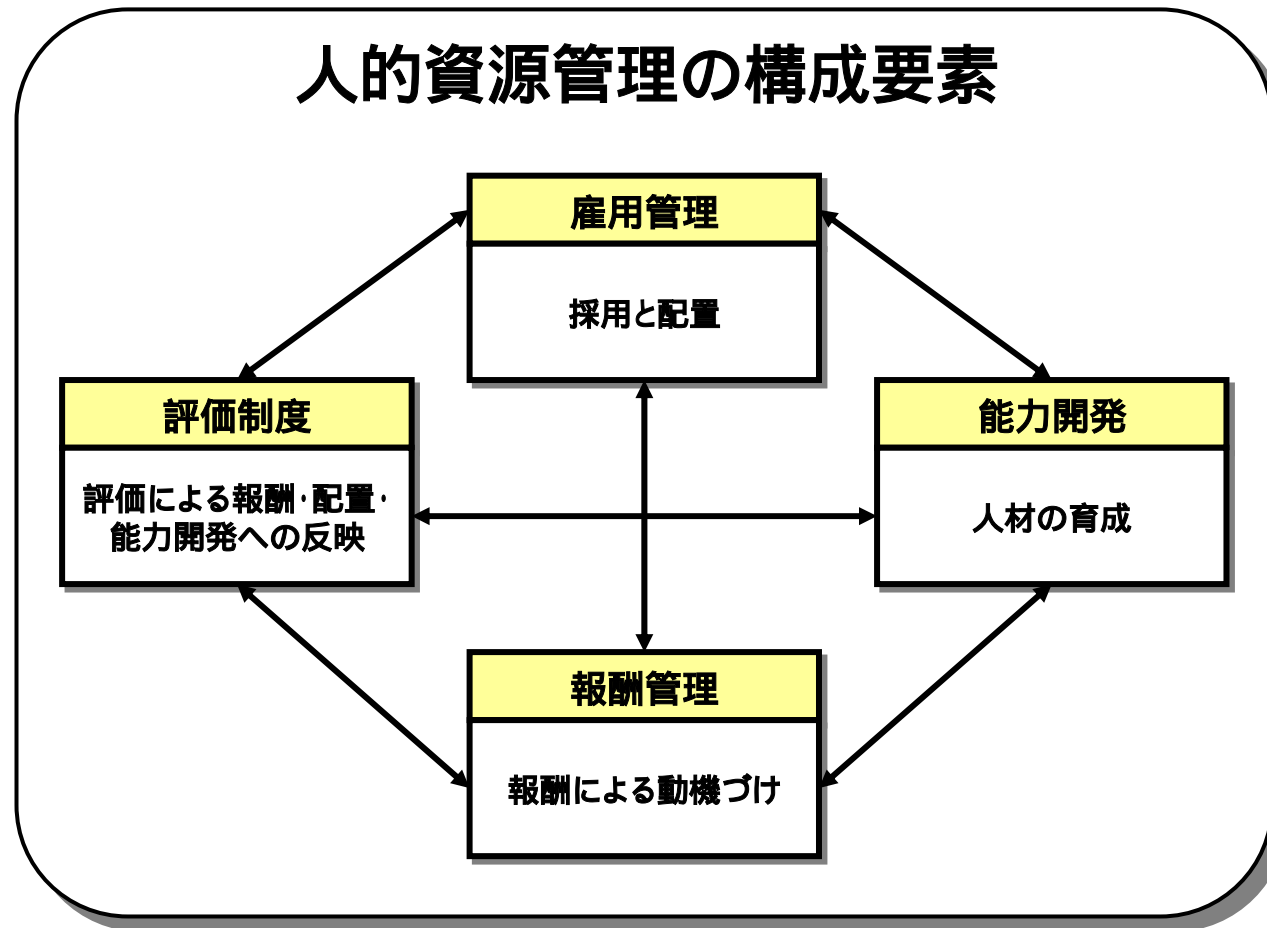 人的資源管理の構成要素
雇用管理
採用と配置
評価制度
評価による報酬・配置・
能力開発への反映
能力開発
人材の育成
報酬管理
報酬による動機づけ